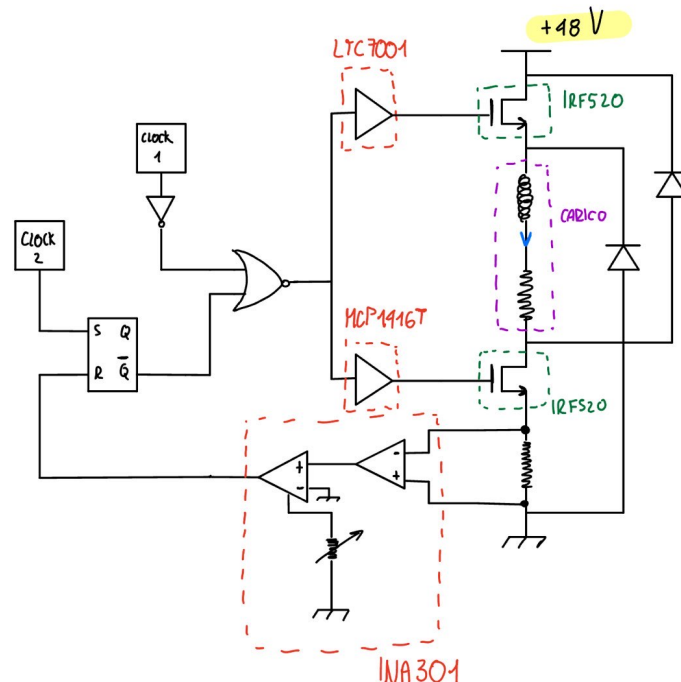 +48 V
LTC7001
IRF520
CLOCK
1
CARICO
CLOCK
2
S Q
R Q̅
MCP1416T
IRF520
-
+
+
-
INA301